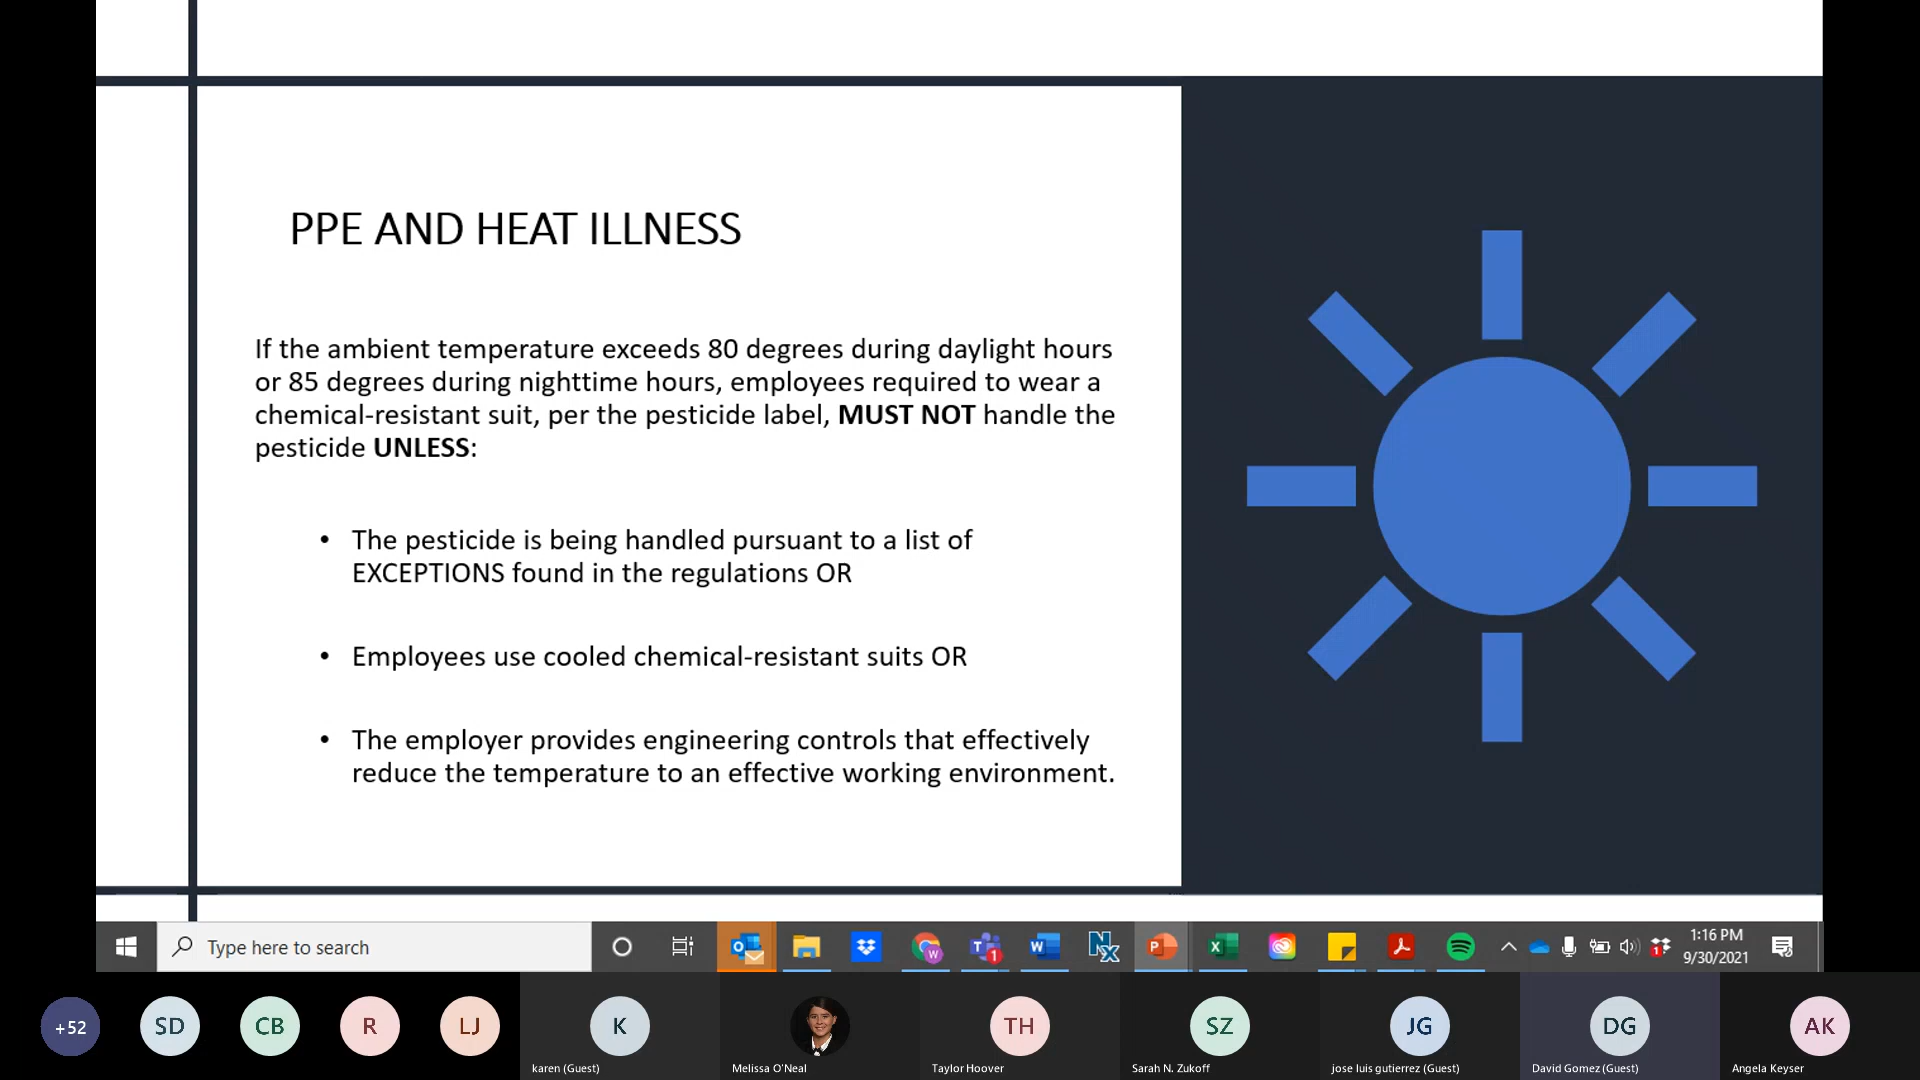 PPE AND HEAT ILLNESS
If the ambient temperature exceeds 80 degrees during daylight hours
or 85 degrees during nighttime hours, employees required to wear a
chemical-resistant suit, per the pesticide label, MUST NOT handle the
pesticide UNLESS:
• The pesticide is being handled pursuant to a list of
EXCEPTIONS found in the regulations OR
• Employees use cooled chemical-resistant suits OR
• The employer provides engineering controls that effectively
reduce the temperature to an effective working environment.
Type here to search
1:16 PM
9/30/2021
+52
SD
CB
R
LJ
K
TH
SZ
JG
DG
AK
karen (Guest)
Melissa O'Neal
Taylor Hoover
Sarah N. Zukoff
jose luis gutierrez (Guest)
David Gomez (Guest)
Angela Keyser